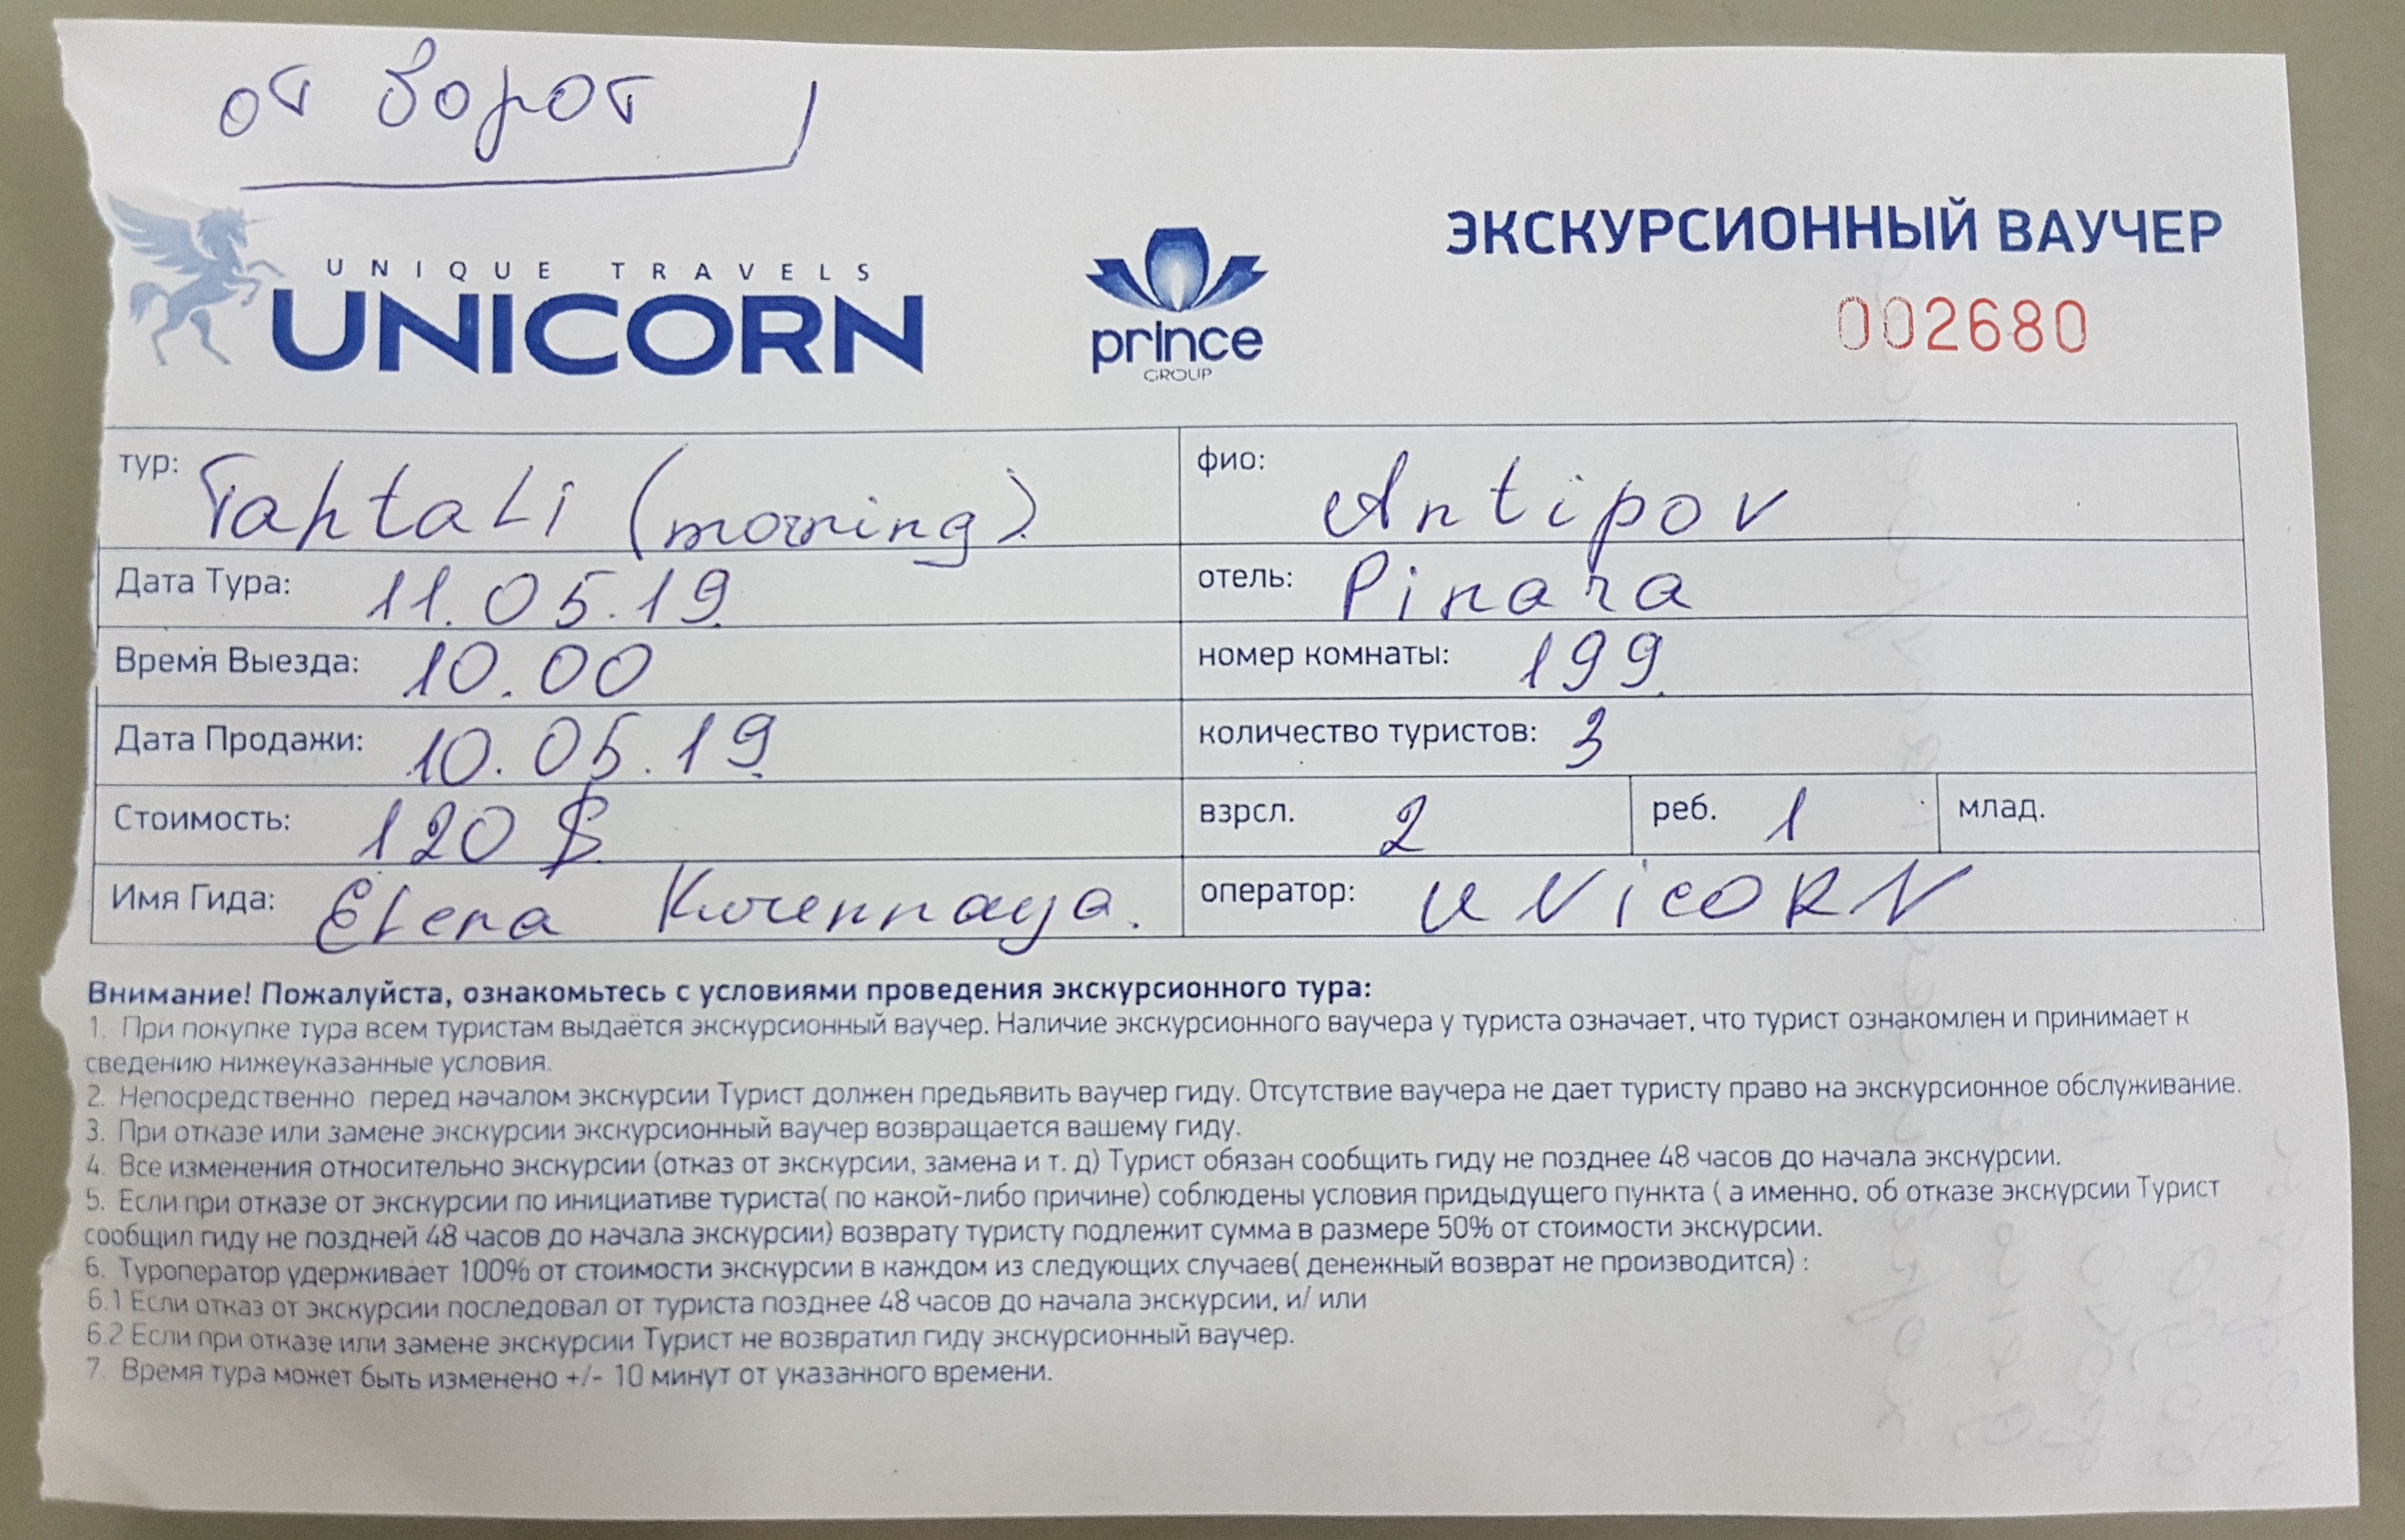 от ворот
UNIQUE TRAVELS
UNICORN
prince
GROUP
ЭКСКУРСИОННЫЙ ВАУЧЕР
002680
тур: Tahtali (morning)
фио: Antipov
Дата Тура: 11.05.19
отель: Pinara
Время Выезда: 10.00
номер комнаты: 199
Дата Продажи: 10.05.19
количество туристов: 3
Стоимость: 120 $
взрсл. 2 реб. 1 млад.
Имя Гида: Elena
оператор: UNicORN
Внимание! Пожалуйста, ознакомьтесь с условиями проведения экскурсионного тура:
1. При покупке тура всем туристам выдаётся экскурсионный ваучер. Наличие экскурсионного ваучера у туриста означает, что турист ознакомлен и принимает к
сведению нижеуказанные условия.
2. Непосредственно перед началом экскурсии Турист должен предьявить ваучер гиду. Отсутствие ваучера не дает туристу право на экскурсионное обслуживание.
3. При отказе или замене экскурсии экскурсионный ваучер возвращается вашему гиду.
4. Все изменения относительно экскурсии (отказ от экскурсии, замена и т. д) Турист обязан сообщить гиду не позднее 48 часов до начала экскурсии.
5. Если при отказе от экскурсии по инициативе туриста( по какой-либо причине) соблюдены условия придыдущего пункта ( а именно, об отказе экскурсии Турист
сообщил гиду не поздней 48 часов до начала экскурсии) возврату туристу подлежит сумма в размере 50% от стоимости экскурсии.
6. Туроператор удерживает 100% от стоимости экскурсии в каждом из следующих случаев( денежный возврат не производится) :
6.1 Если отказ от экскурсии последовал от туриста позднее 48 часов до начала экскурсии, и/ или
6.2 Если при отказе или замене экскурсии Турист не возвратил гиду экскурсионный ваучер.
7. Время тура может быть изменено +/- 10 минут от указанного времени.